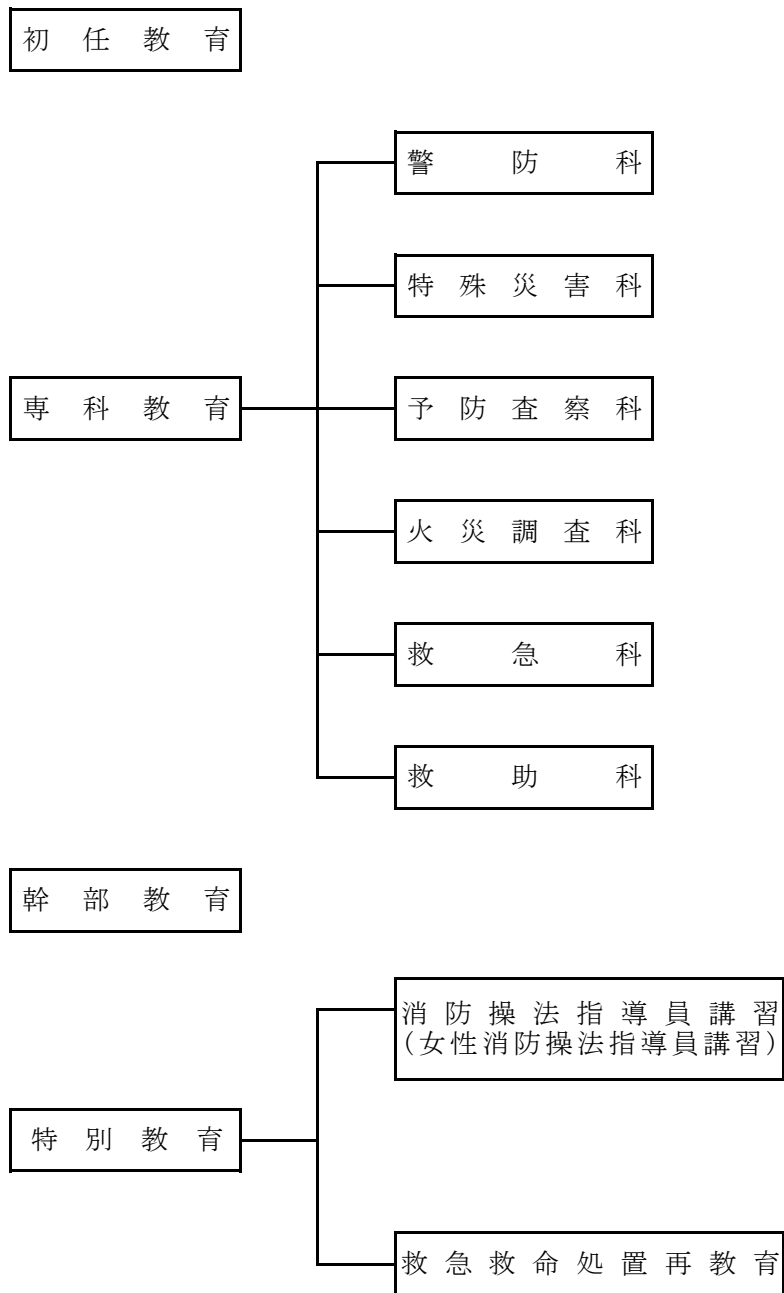 初任教育
警防科
特殊災害科
専科教育
予防査察科
火災調査科
救急科
救助科
幹部教育
消防操法指導員講習
(女性消防操法指導員講習)
特別教育
救急救命処置再教育